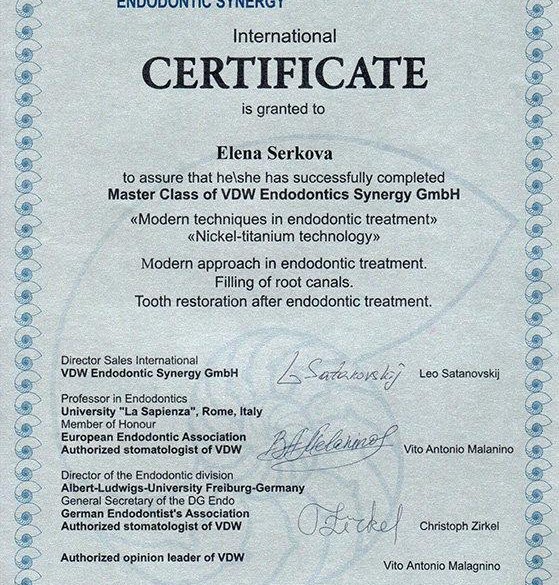 ENDODONTIC SYNERGY
International
CERTIFICATE
is granted to
Elena Serkova
to assure that he\she has successfully completed
Master Class of VDW Endodontics Synergy GmbH
«Modern techniques in endodontic treatment»
«Nickel-titanium technology»
Modern approach in endodontic treatment.
Filling of root canals.
Tooth restoration after endodontic treatment.
Director Sales International
VDW Endodontic Synergy GmbH
L Satanovskij
Leo Satanovskij
Professor in Endodontics
University "La Sapienza", Rome, Italy
Member of Honour
European Endodontic Association
Authorized stomatologist of VDW
Vito Antonio Malanino
Director of the Endodontic division
Albert-Ludwigs-University Freiburg-Germany
General Secretary of the DG Endo
German Endodontist's Association
Authorized stomatologist of VDW
Zirkel
Christoph Zirkel
Authorized opinion leader of VDW
Vito Antonio Malagnino